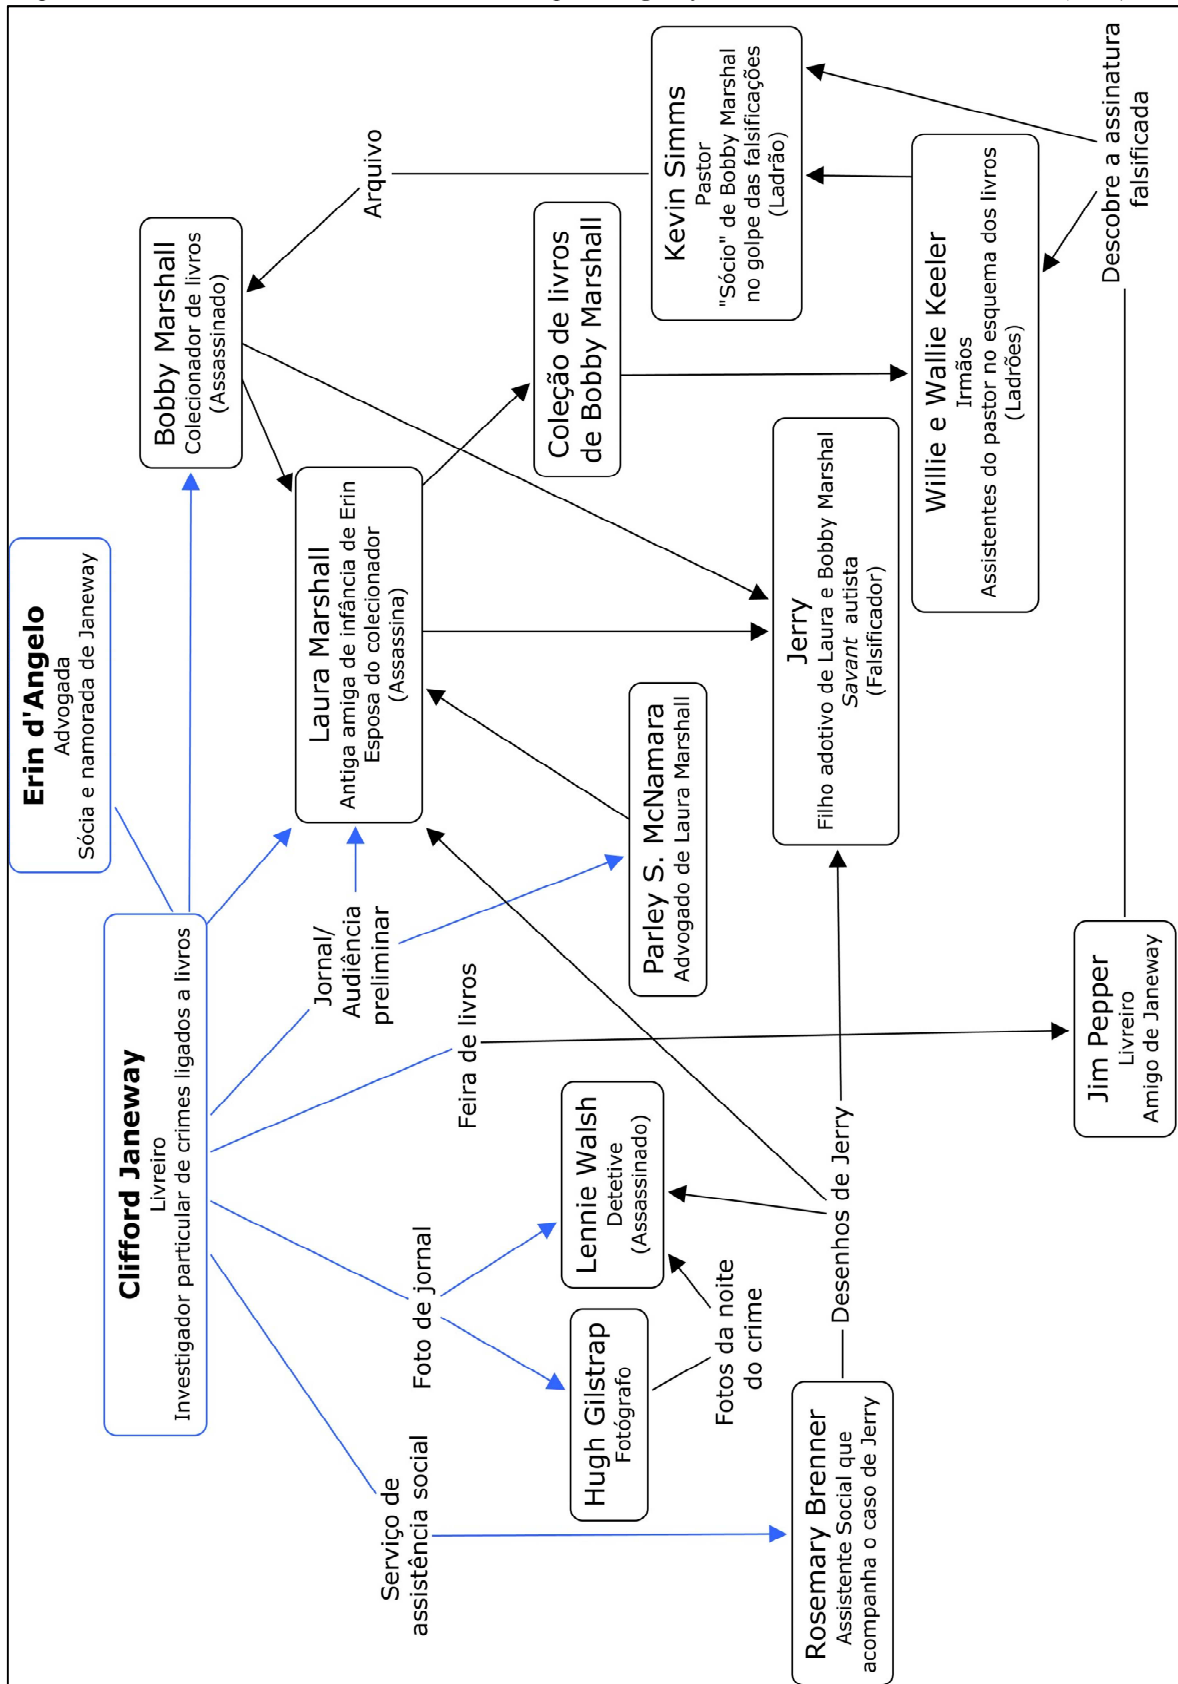 Erin d'Angelo
Advogada
Sócia e namorada de Janeway
Clifford Janeway
Livreiro
Investigador particular de crimes ligados a livros
Bobby Marshall
Colecionador de livros
(Assassinado)
Laura Marshall
Antiga amiga de infância de Erin
Esposa do colecionador
(Assassina)
Jornal/
Audiência
preliminar
Arquivo
Serviço de
assistência social
Foto de jornal
Feira de livros
Hugh Gilstrap
Fotógrafo
Lennie Walsh
Detetive
(Assassinado)
Coleção de livros
de Bobby Marshall
Parley S. McNamara
Advogado de Laura Marshall
Kevin Simms
Pastor
"Sócio" de Bobby Marshal
no golpe das falsificações
(Ladrão)
Fotos da noite
do crime
Jerry
Filho adotivo de Laura e Bobby Marshal
Savant autista
(Falsificador)
Rosemary Brenner
Assistente Social que
acompanha o caso de Jerry
Desenhos de Jerry
Willie e Wallie Keeler
Irmãos
Assistentes do pastor no esquema dos livros
(Ladrões)
Jim Pepper
Livreiro
Amigo de Janeway
Descobre a assinatura
falsificada